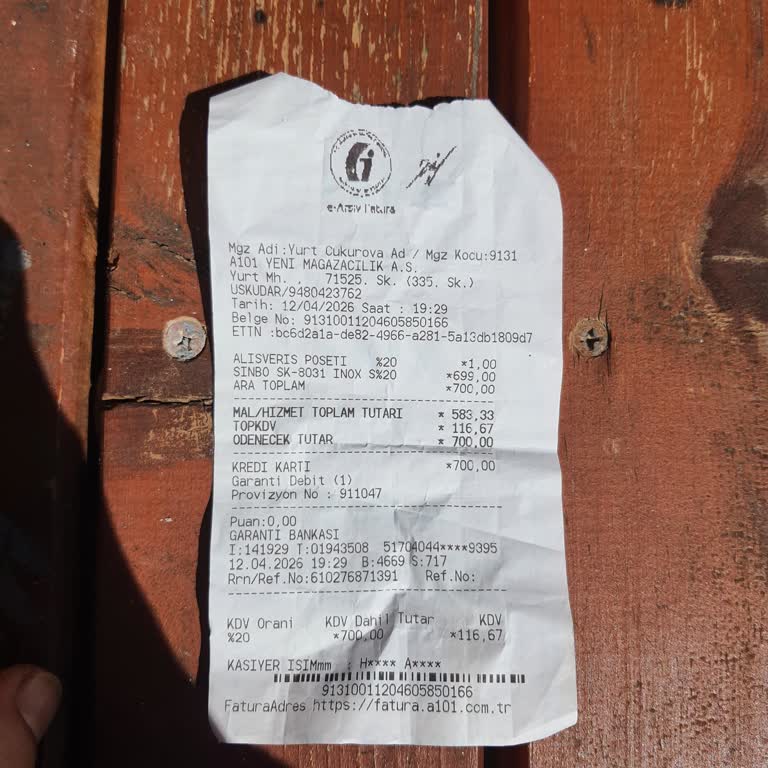 e-Arşiv Fatura
Mgz Adi:Yurt Cukurova Ad / Mgz Kocu:9131
A101 YENI MAGAZACILIK A.S.
Yurt Mh. , 71525. Sk. (335. Sk.)
USKUDAR/9480423762
Tarih: 12/04/2026 Saat : 19:29
Belge No: 91310011204605850166
ETTN :bc6d2a1a-de82-4966-a281-5a13db1809d7
ALISVERIS POSETI %20 *1,00
SINBO SK-8031 INOX S%20 *699,00
ARA TOPLAM *700,00
MAL/HIZMET TOPLAM TUTARI * 583,33
TOPKDV * 116,67
ODENECEK TUTAR * 700,00
KREDI KARTI *700,00
Garanti Debit (1)
Provizyon No : 911047
Puan:0,00
GARANTI BANKASI
I:141929 T:01943508 51704044****9395
12.04.2026 19:29 B:4669 S:717
Rrn/Ref.No:610276871391 Ref.No:
KDV Orani KDV Dahil Tutar KDV
%20 *700,00 *116,67
KASIYER ISIMmm : H**** A****
91310011204605850166
FaturaAdres https://fatura.a101.com.tr